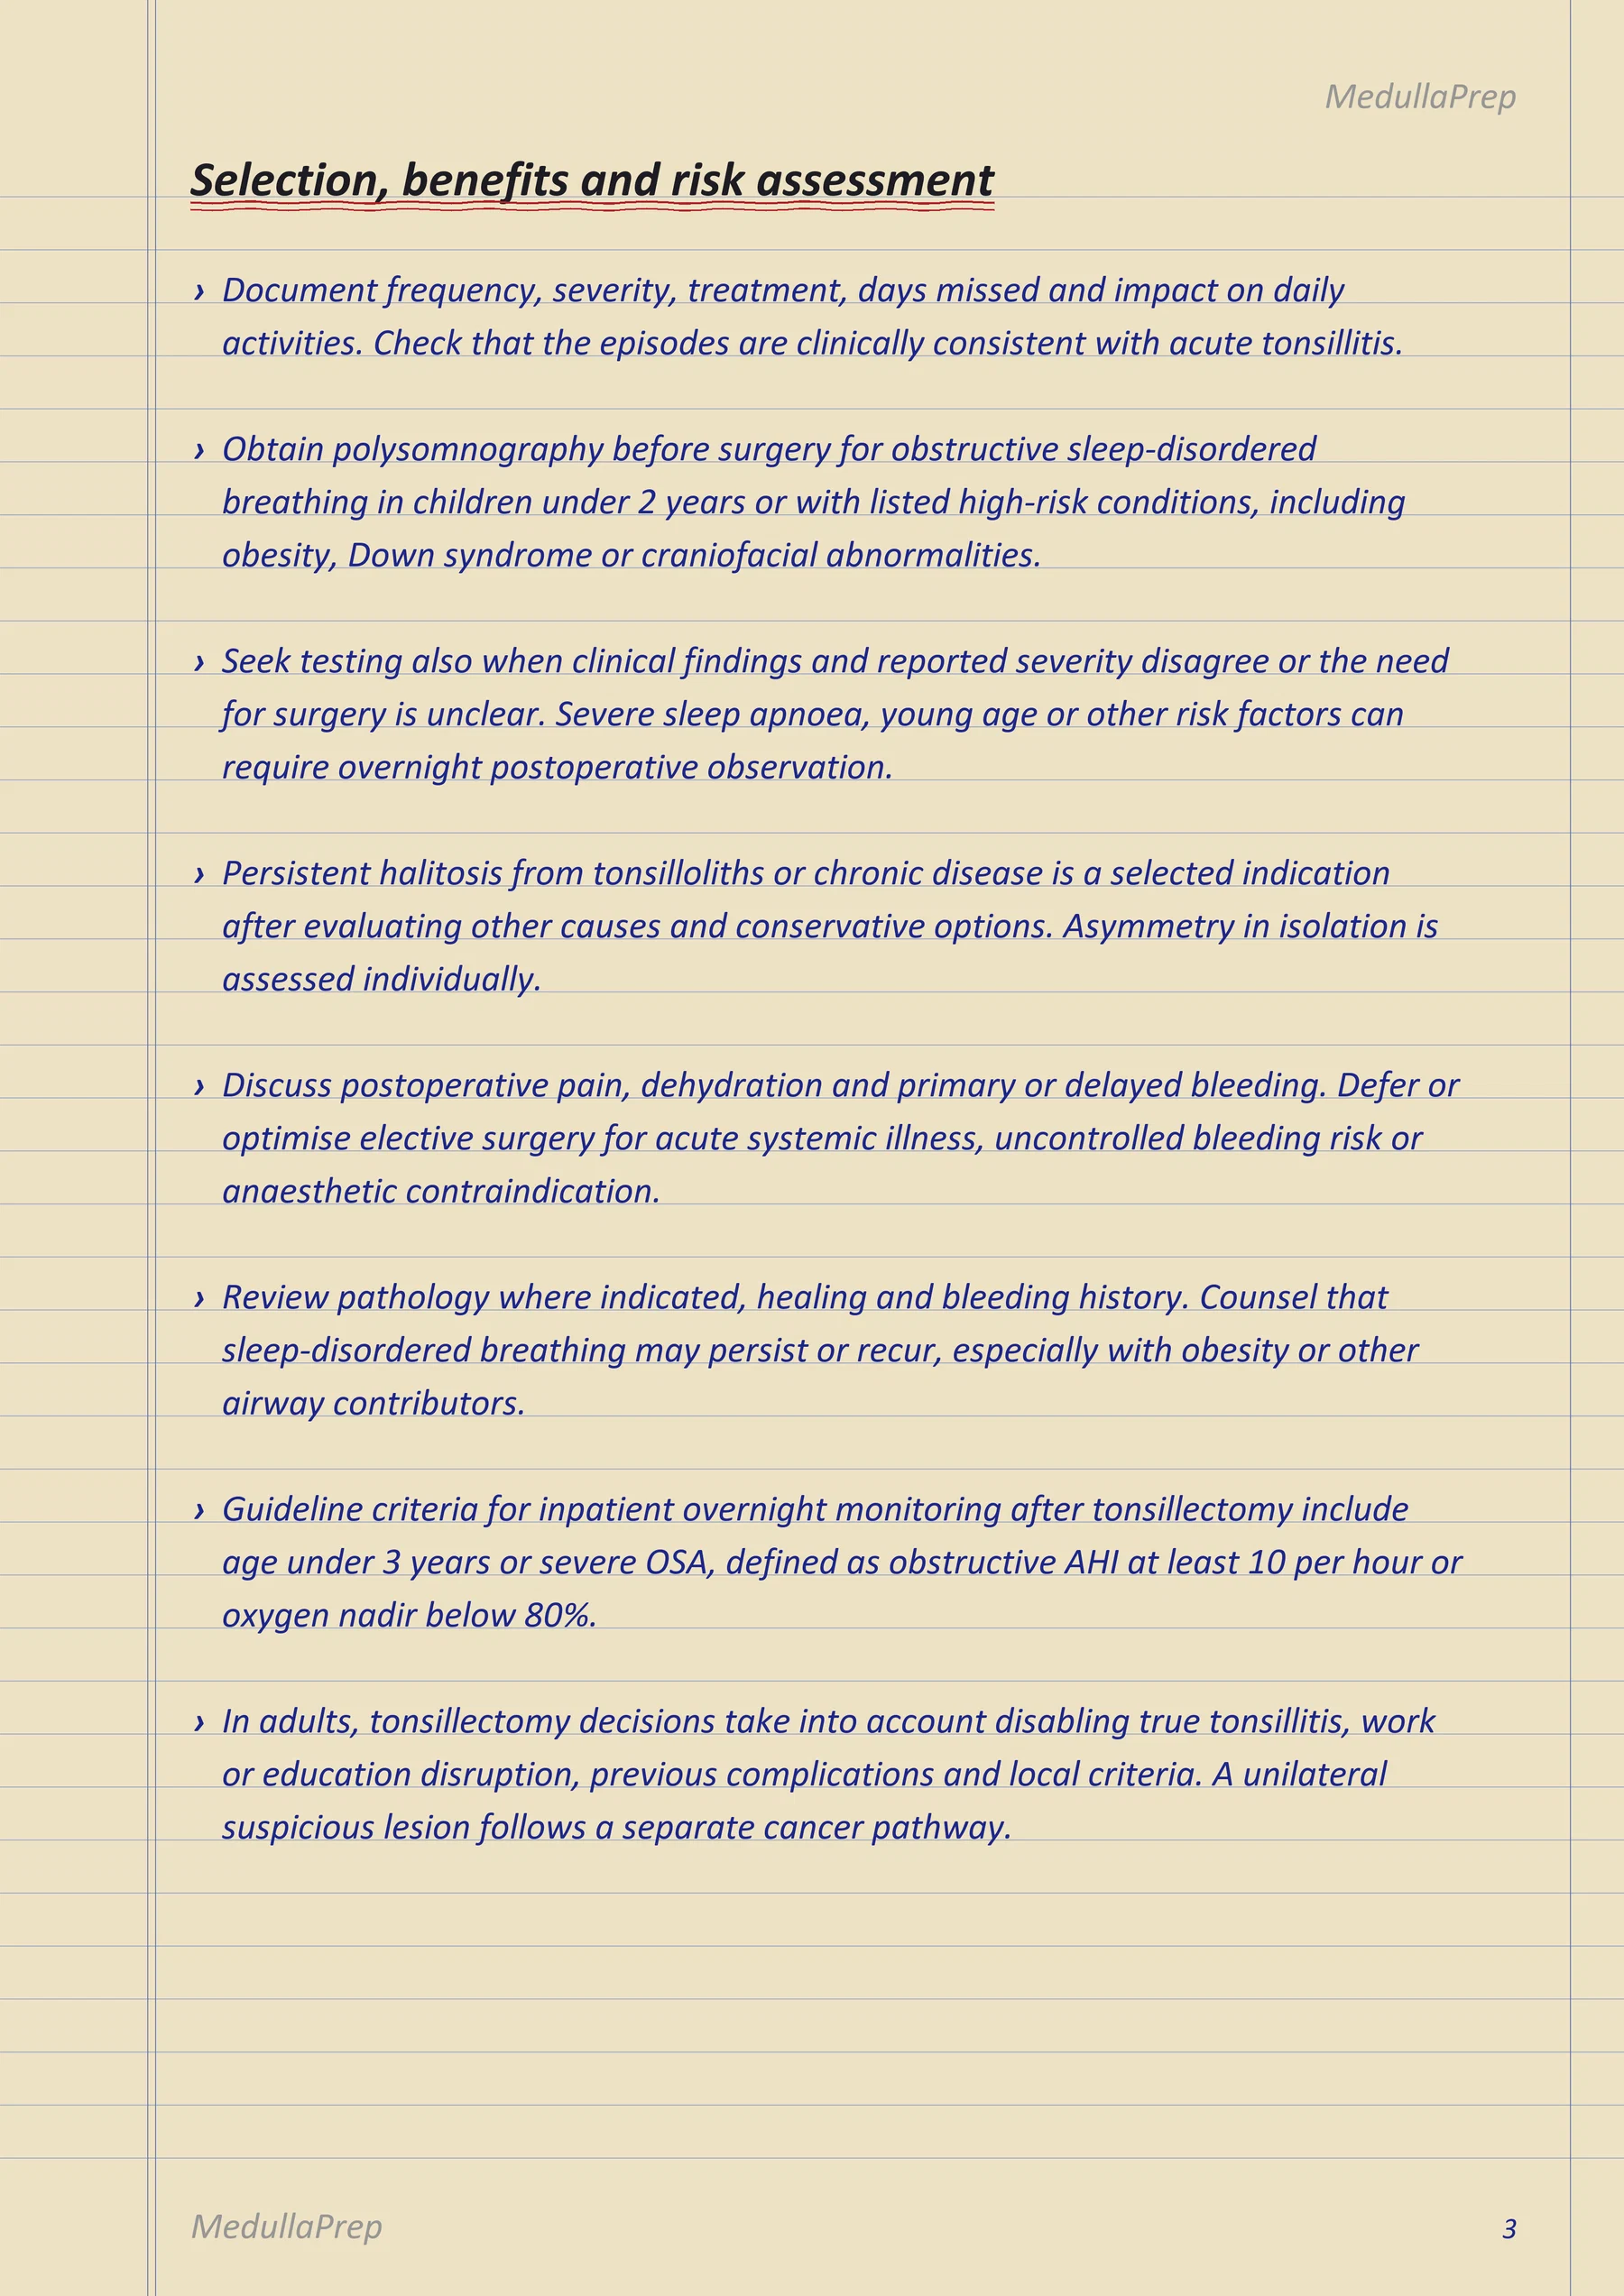 MedullaPrep
Selection, benefits and risk assessment
› Document frequency, severity, treatment, days missed and impact on daily
activities. Check that the episodes are clinically consistent with acute tonsillitis.
› Obtain polysomnography before surgery for obstructive sleep-disordered
breathing in children under 2 years or with listed high-risk conditions, including
obesity, Down syndrome or craniofacial abnormalities.
› Seek testing also when clinical findings and reported severity disagree or the need
for surgery is unclear. Severe sleep apnoea, young age or other risk factors can
require overnight postoperative observation.
› Persistent halitosis from tonsilloliths or chronic disease is a selected indication
after evaluating other causes and conservative options. Asymmetry in isolation is
assessed individually.
› Discuss postoperative pain, dehydration and primary or delayed bleeding. Defer or
optimise elective surgery for acute systemic illness, uncontrolled bleeding risk or
anaesthetic contraindication.
› Review pathology where indicated, healing and bleeding history. Counsel that
sleep-disordered breathing may persist or recur, especially with obesity or other
airway contributors.
› Guideline criteria for inpatient overnight monitoring after tonsillectomy include
age under 3 years or severe OSA, defined as obstructive AHI at least 10 per hour or
oxygen nadir below 80%.
› In adults, tonsillectomy decisions take into account disabling true tonsillitis, work
or education disruption, previous complications and local criteria. A unilateral
suspicious lesion follows a separate cancer pathway.
MedullaPrep
3